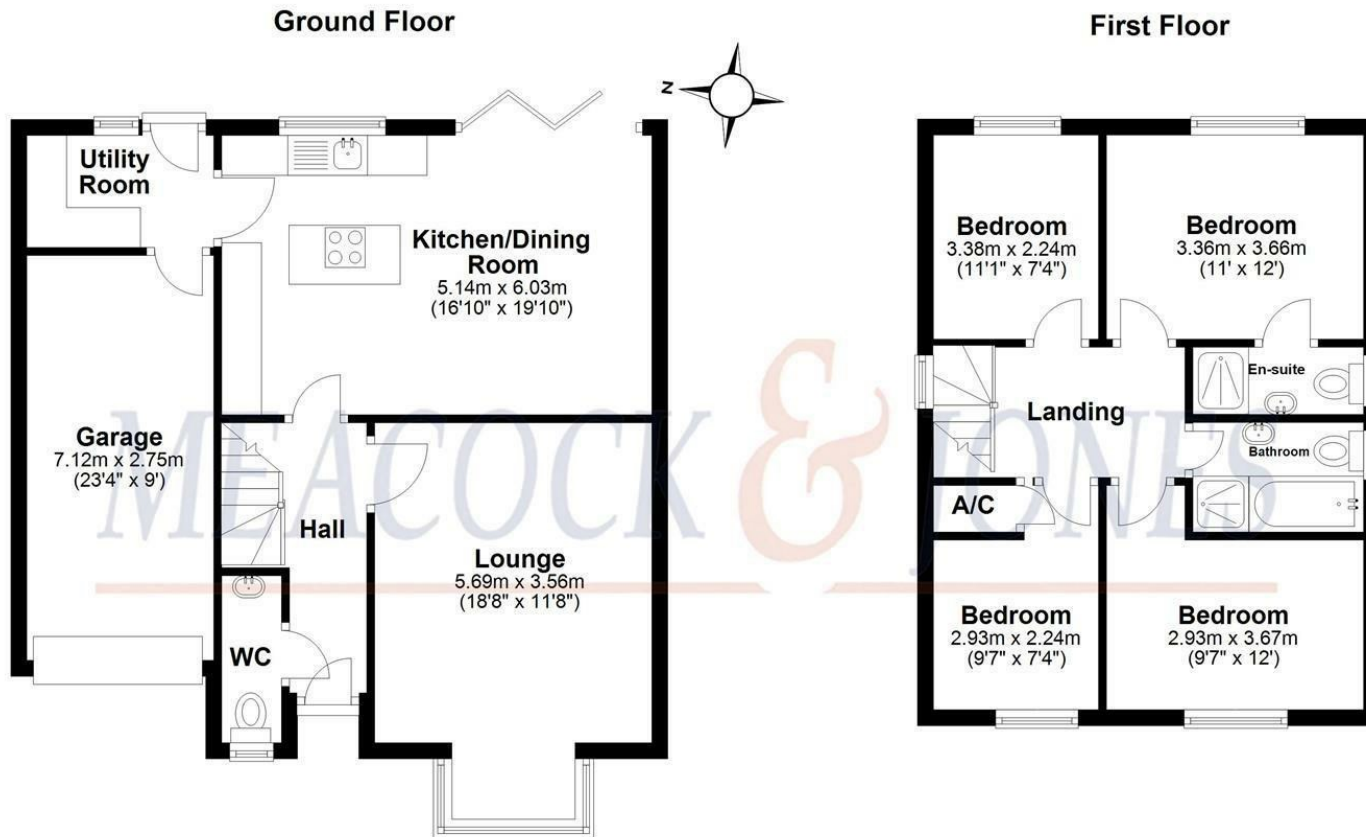 Ground Floor
Utility
Room
Kitchen/Dining
Room
5.14m x 6.03m
(16'10" x 19'10")
Garage
7.12m x 2.75m
(23'4" x 9')
Hall
Lounge
5.69m x 3.56m
(18'8" x 11'8")
WC
N
First Floor
Bedroom
3.38m x 2.24m
(11'1" x 7'4")
Bedroom
3.36m x 3.66m
(11' x 12')
En-suite
Landing
Bathroom
A/C
Bedroom
2.93m x 2.24m
(9'7" x 7'4")
Bedroom
2.93m x 3.67m
(9'7" x 12')
MEACOCK & JONES